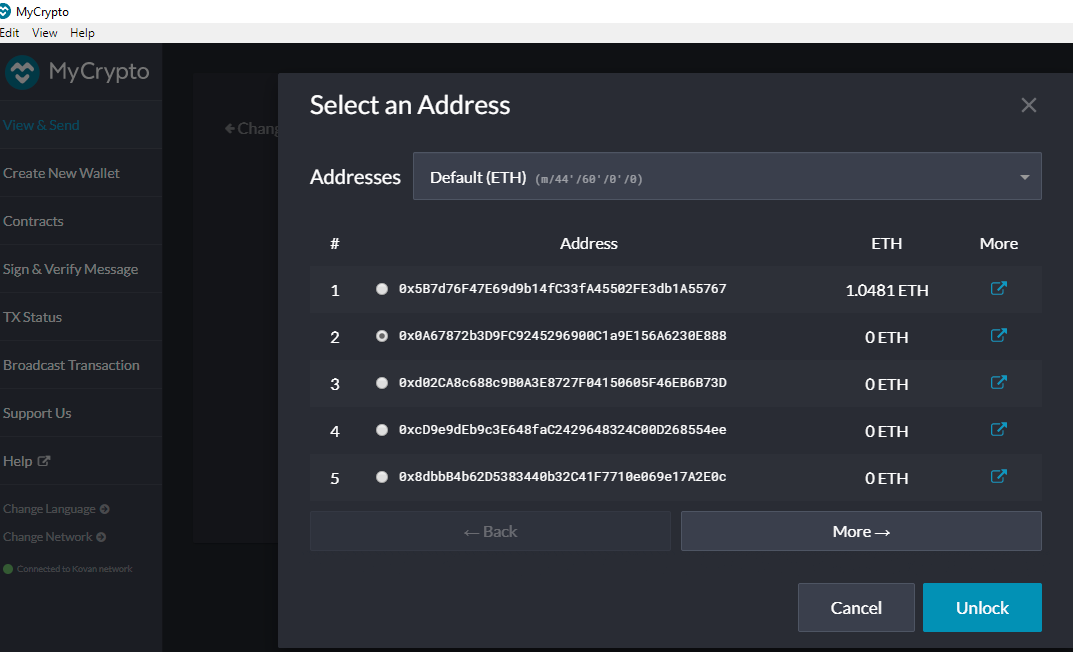 MyCrypto
Edit View Help
MyCrypto
View & Send
Create New Wallet
Contracts
Sign & Verify Message
TX Status
Broadcast Transaction
Support Us
Help
Change Language
Change Network
Connected to Kovan network
Chang
Select an Address
Addresses Default (ETH) (m/44'/60'/0'/0)
# Address ETH More
1 0x5B7d76F47E69d9b14fC33fA45502FE3db1A55767 1.0481 ETH
2 0x0A67872b3D9FC9245296900C1a9E156A6230E888 0 ETH
3 0xd02CA8c688c9B0A3E8727F04150605F46EB6B73D 0 ETH
4 0xcD9e9dEb9c3E648faC2429648324C00D268554ee 0 ETH
5 0x8dbbB4b62D5383440b32C41F7710e069e17A2E0c 0 ETH
← Back More →
Cancel Unlock